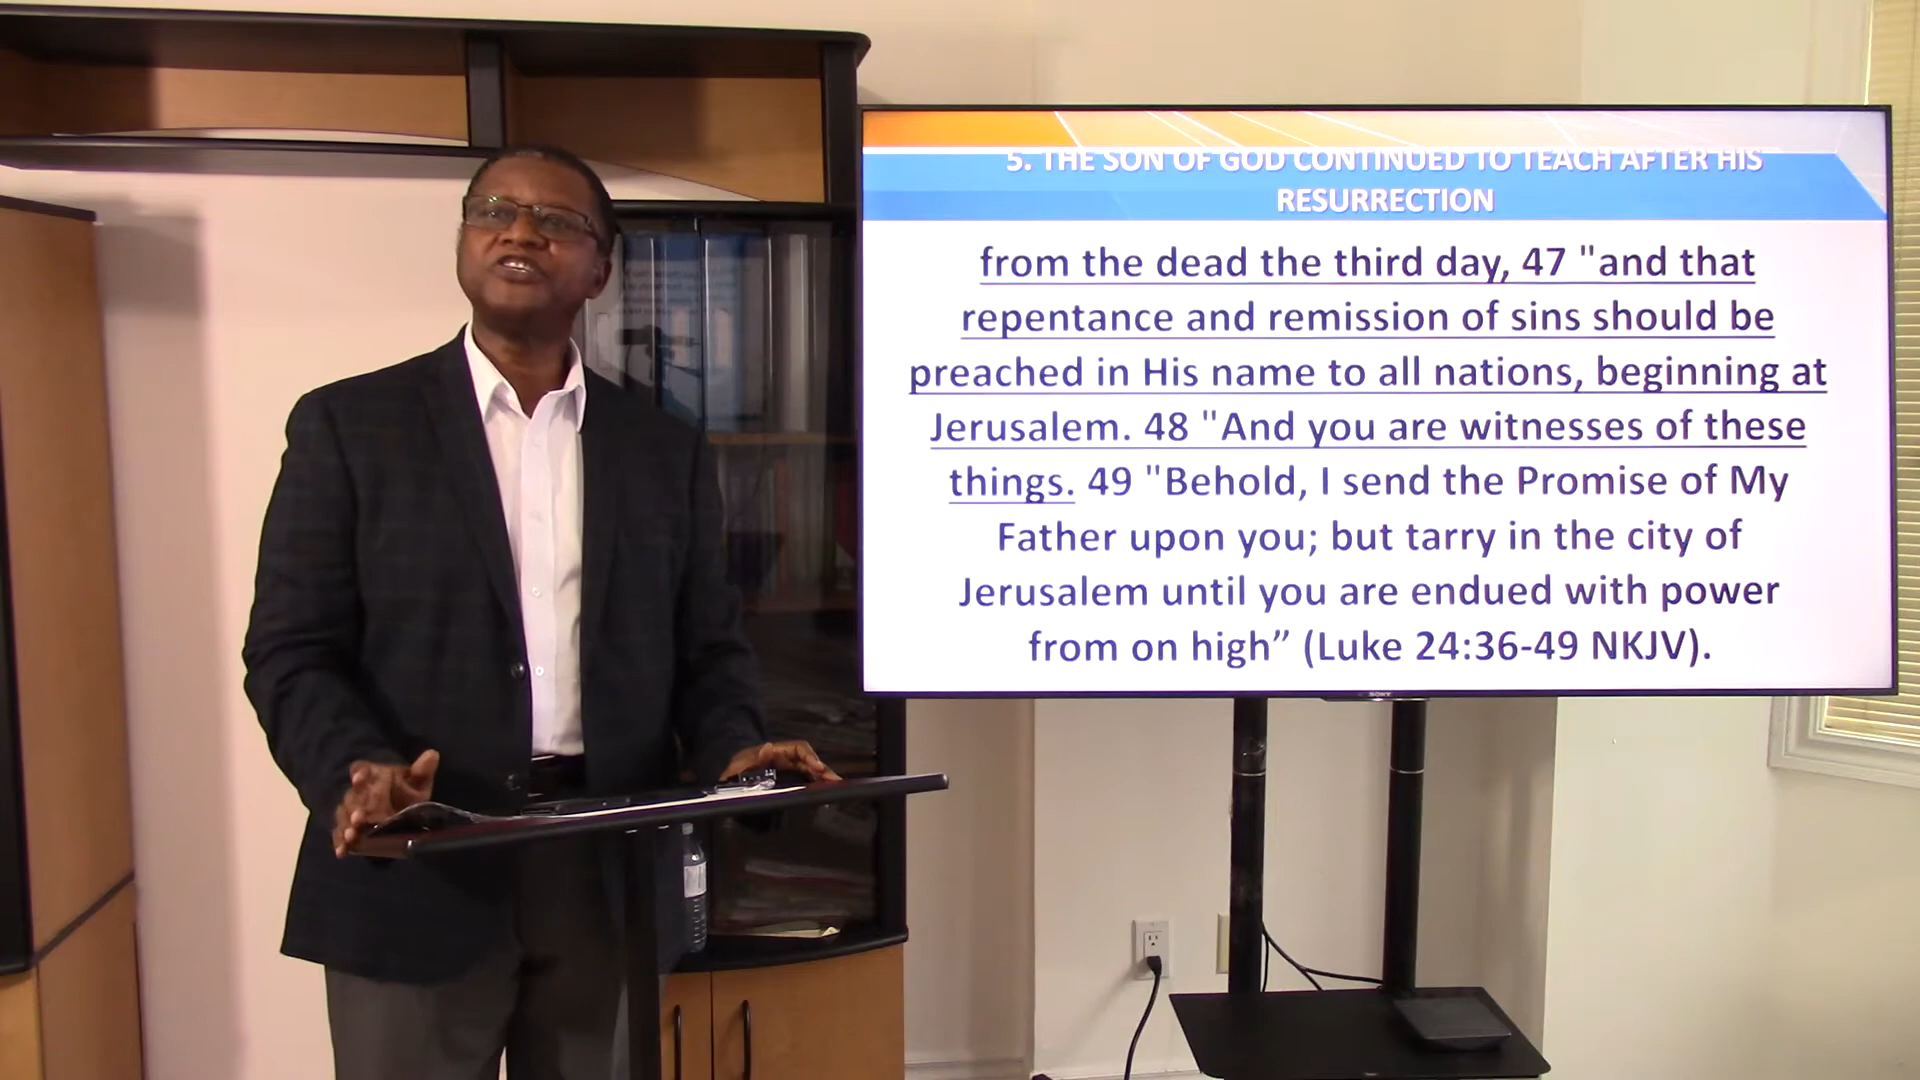 5. THE SON OF GOD CONTINUED TO TEACH AFTER HIS
RESURRECTION
from the dead the third day, 47 "and that
repentance and remission of sins should be
preached in His name to all nations, beginning at
Jerusalem. 48 "And you are witnesses of these
things. 49 "Behold, I send the Promise of My
Father upon you; but tarry in the city of
Jerusalem until you are endued with power
from on high” (Luke 24:36-49 NKJV).
SONY